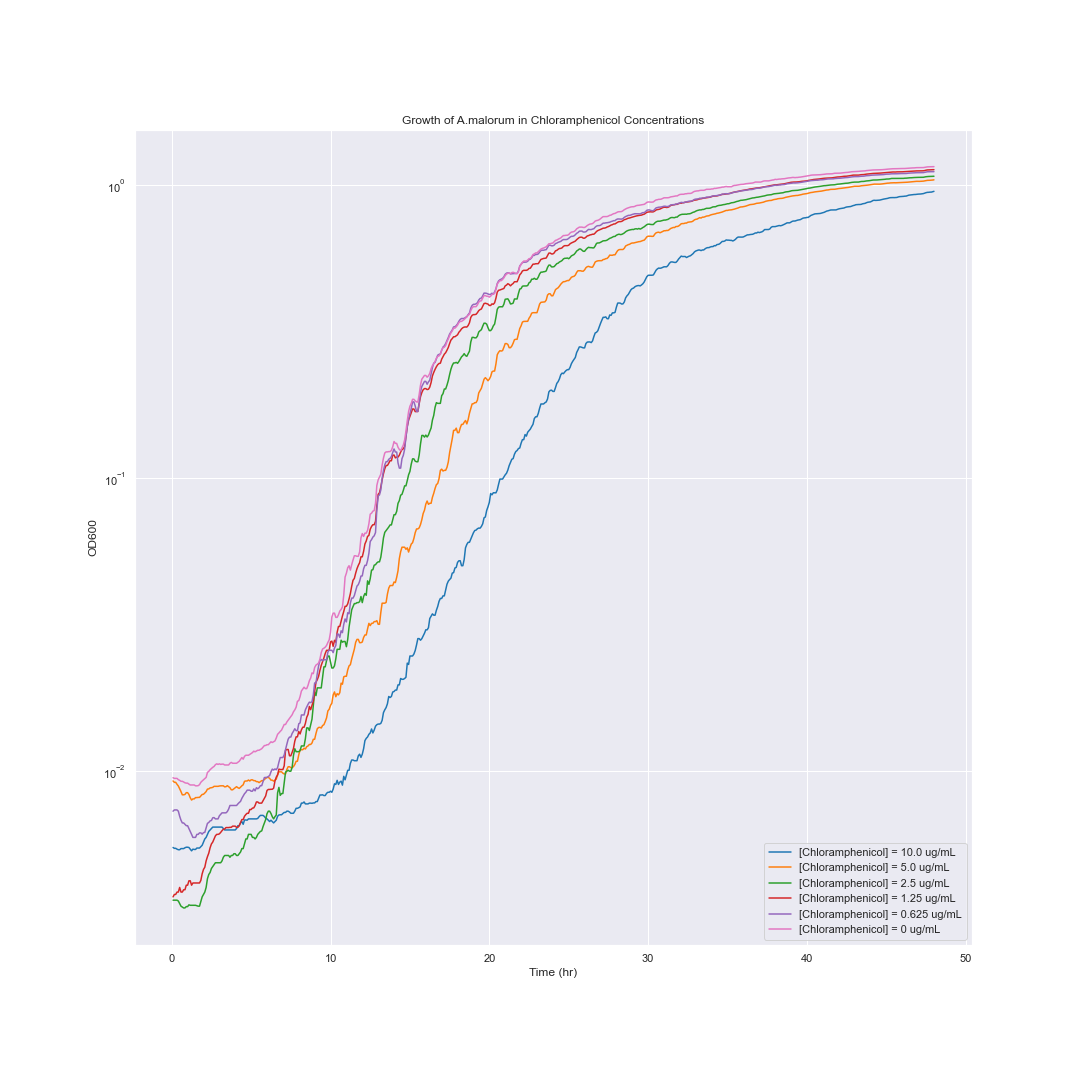 Growth of A.malorum in Chloramphenicol Concentrations
10⁰
10⁻¹
10⁻²
OD600
0 10 20 30 40 50
Time (hr)
[Chloramphenicol] = 10.0 ug/mL
[Chloramphenicol] = 5.0 ug/mL
[Chloramphenicol] = 2.5 ug/mL
[Chloramphenicol] = 1.25 ug/mL
[Chloramphenicol] = 0.625 ug/mL
[Chloramphenicol] = 0 ug/mL